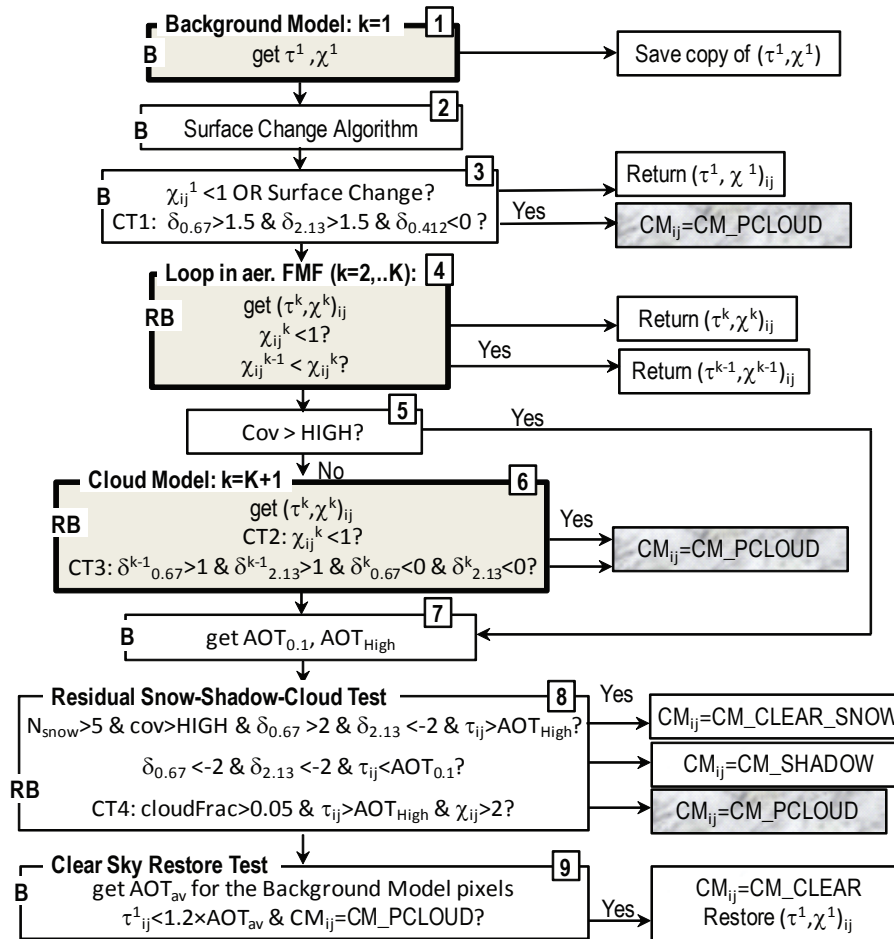 Background Model: k=1
1
B
get τ¹ ,χ¹
Save copy of (τ¹,χ¹)
2
B
Surface Change Algorithm
3
B
χᵢⱼ¹ <1 OR Surface Change?
CT1: δ₀.₆₇>1.5 & δ₂.₁₃>1.5 & δ₀.₄₁₂<0 ?
Return (τ¹, χ¹)ᵢⱼ
Yes
CMᵢⱼ=CM_PCLOUD
Loop in aer. FMF (k=2,..K):
4
RB
get (τᵏ,χᵏ)ᵢⱼ
χᵢⱼᵏ <1?
χᵢⱼᵏ⁻¹ < χᵢⱼᵏ?
Return (τᵏ,χᵏ)ᵢⱼ
Yes
Return (τᵏ⁻¹,χᵏ⁻¹)ᵢⱼ
5
Cov > HIGH?
Yes
No
Cloud Model: k=K+1
6
RB
get (τᵏ,χᵏ)ᵢⱼ
CT2: χᵢⱼᵏ <1?
CT3: δᵏ⁻¹₀.₆₇>1 & δᵏ⁻¹₂.₁₃>1 & δᵏ₀.₆₇<0 & δᵏ₂.₁₃<0?
Yes
CMᵢⱼ=CM_PCLOUD
7
B
get AOT₀.₁, AOT_High
Residual Snow-Shadow-Cloud Test
8
RB
N_snow>5 & cov>HIGH & δ₀.₆₇ >2 & δ₂.₁₃ <-2 & τᵢⱼ>AOT_High?
Yes
CMᵢⱼ=CM_CLEAR_SNOW
δ₀.₆₇ <-2 & δ₂.₁₃ <-2 & τᵢⱼ<AOT₀.₁?
CMᵢⱼ=CM_SHADOW
CT4: cloudFrac>0.05 & τᵢⱼ>AOT_High & χᵢⱼ>2?
CMᵢⱼ=CM_PCLOUD
Clear Sky Restore Test
9
B
get AOT_av for the Background Model pixels
τ¹ᵢⱼ<1.2×AOT_av & CMᵢⱼ=CM_PCLOUD?
Yes
CMᵢⱼ=CM_CLEAR
Restore (τ¹,χ¹)ᵢⱼ